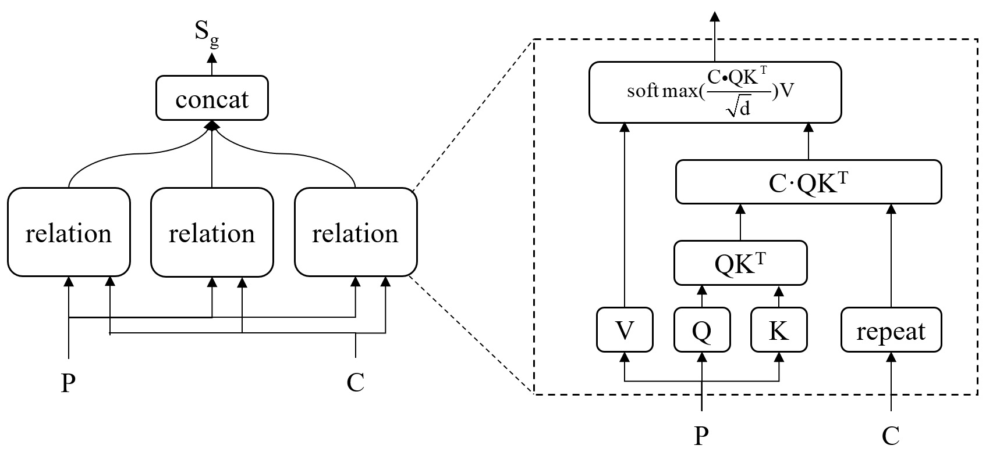 S_g
concat
relation relation relation
P C
soft max(C•QK^T/√d)V
C·QK^T
QK^T
V Q K repeat
P C